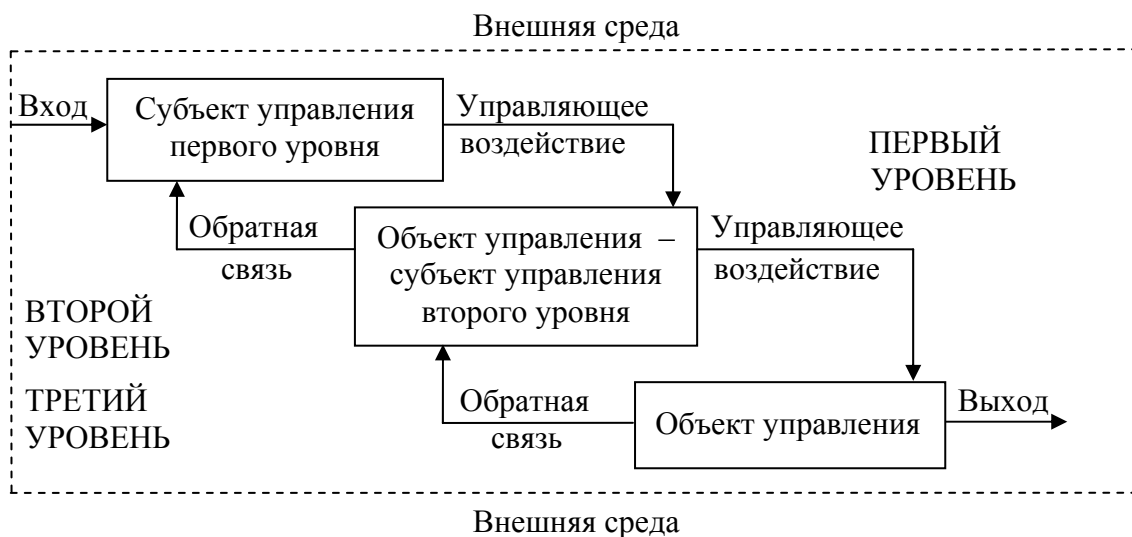 Внешняя среда
Вход
Субъект управления
первого уровня
Управляющее
воздействие
ПЕРВЫЙ
УРОВЕНЬ
Обратная
связь
Объект управления –
субъект управления
второго уровня
Управляющее
воздействие
ВТОРОЙ
УРОВЕНЬ
ТРЕТИЙ
УРОВЕНЬ
Обратная
связь
Объект управления
Выход
Внешняя среда